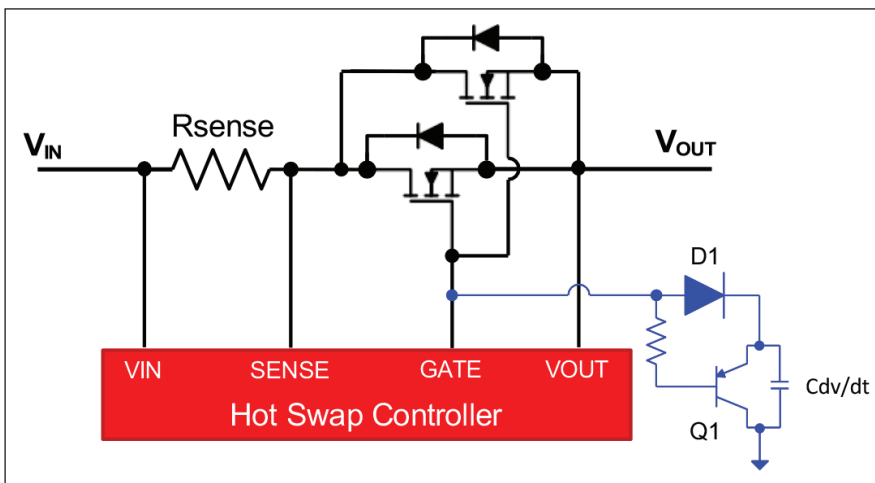 Rsense
VIN
VOUT
D1
VIN SENSE GATE VOUT
Hot Swap Controller
Cdv/dt
Q1